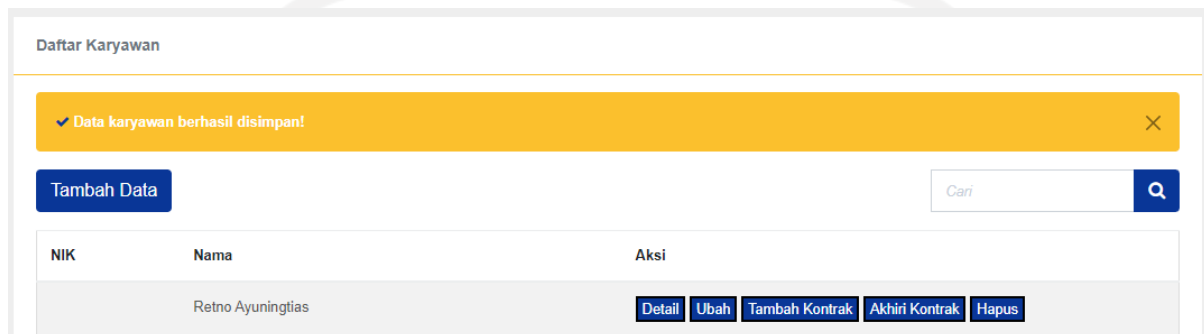 Daftar Karyawan
Data karyawan berhasil disimpan!
Tambah Data
Cari
NIK Nama Aksi
Retno Ayuningtias Detail Ubah Tambah Kontrak Akhiri Kontrak Hapus